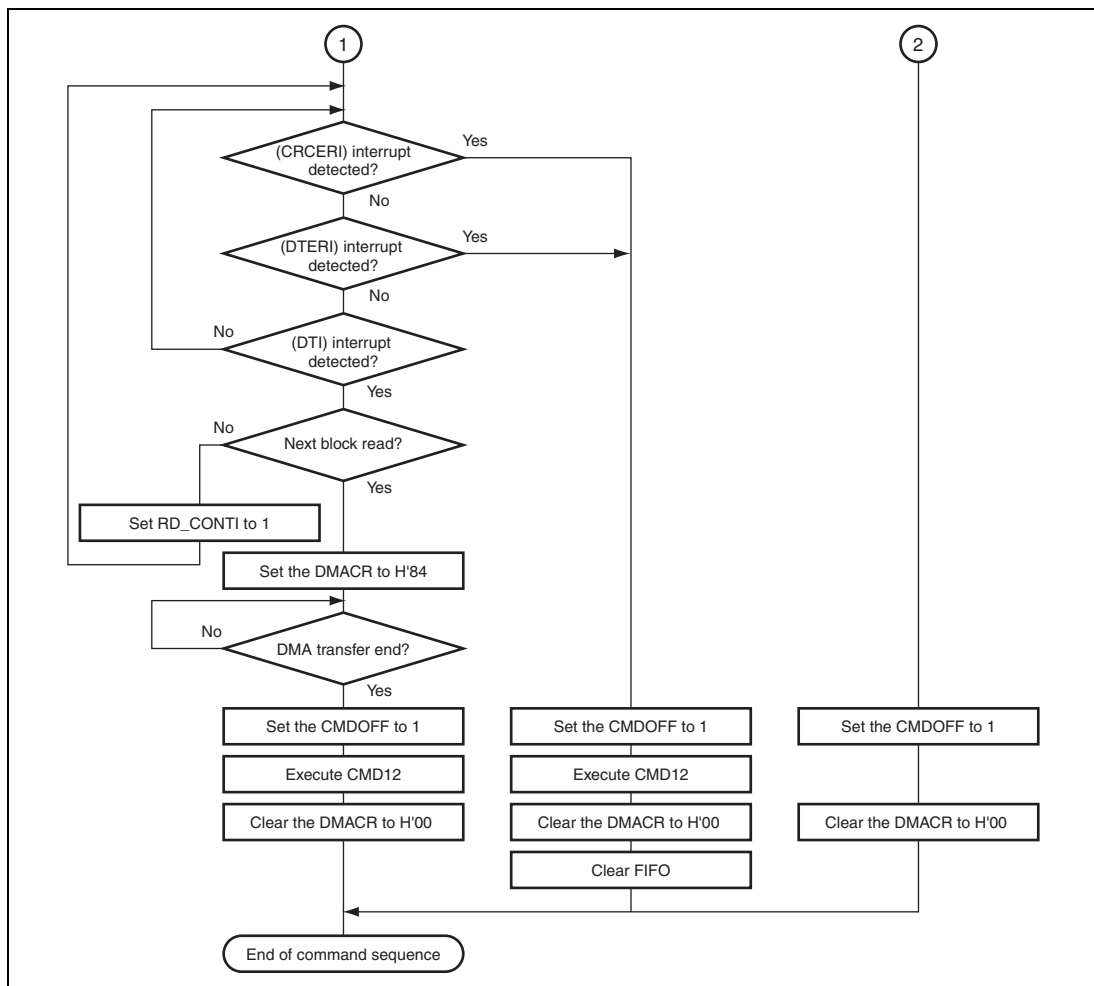 1
2
(CRCERI) interrupt
detected?
Yes
No
(DTERI) interrupt
detected?
Yes
No
No
(DTI) interrupt
detected?
Yes
No
Next block read?
Yes
Set RD_CONTI to 1
Set the DMACR to H'84
No
DMA transfer end?
Yes
Set the CMDOFF to 1
Set the CMDOFF to 1
Set the CMDOFF to 1
Execute CMD12
Execute CMD12
Clear the DMACR to H'00
Clear the DMACR to H'00
Clear the DMACR to H'00
Clear FIFO
End of command sequence